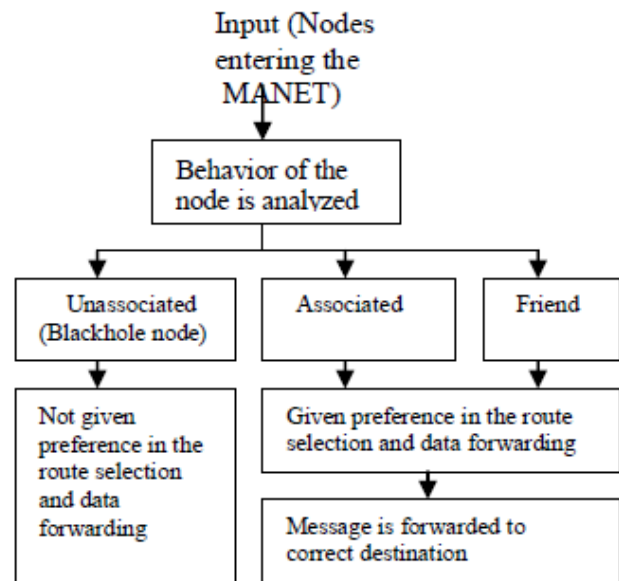 Input (Nodes
entering the
MANET)
Behavior of the
node is analyzed
Unassociated
(Blackhole node)
Associated
Friend
Not given
preference in the
route selection
and data
forwarding
Given preference in the route
selection and data forwarding
Message is forwarded to
correct destination